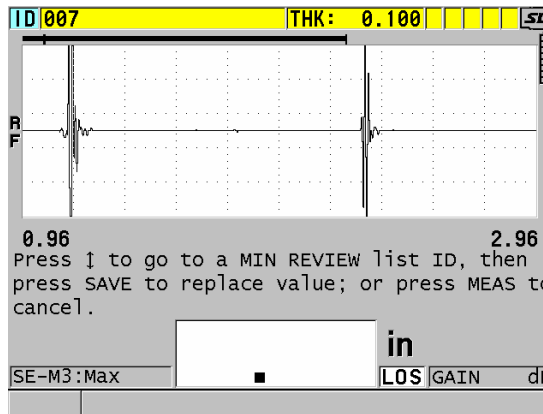 ID 007 THK: 0.100
RF
0.96 2.96
Press ↕ to go to a MIN REVIEW list ID, then
press SAVE to replace value; or press MEAS to
cancel.
in
SE-M3:Max LOS GAIN